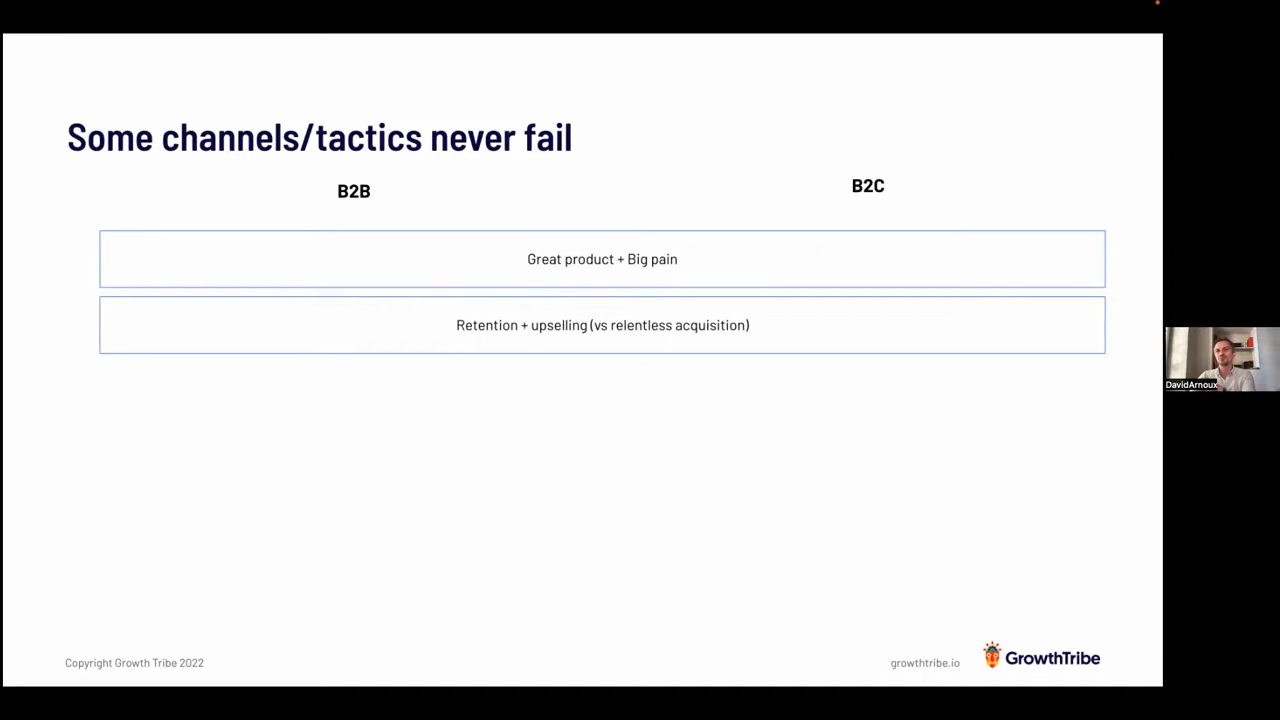 Some channels/tactics never fail
B2B
B2C
Great product + Big pain
Retention + upselling (vs relentless acquisition)
DavidArnoux
Copyright Growth Tribe 2022
growthtribe.io
GrowthTribe